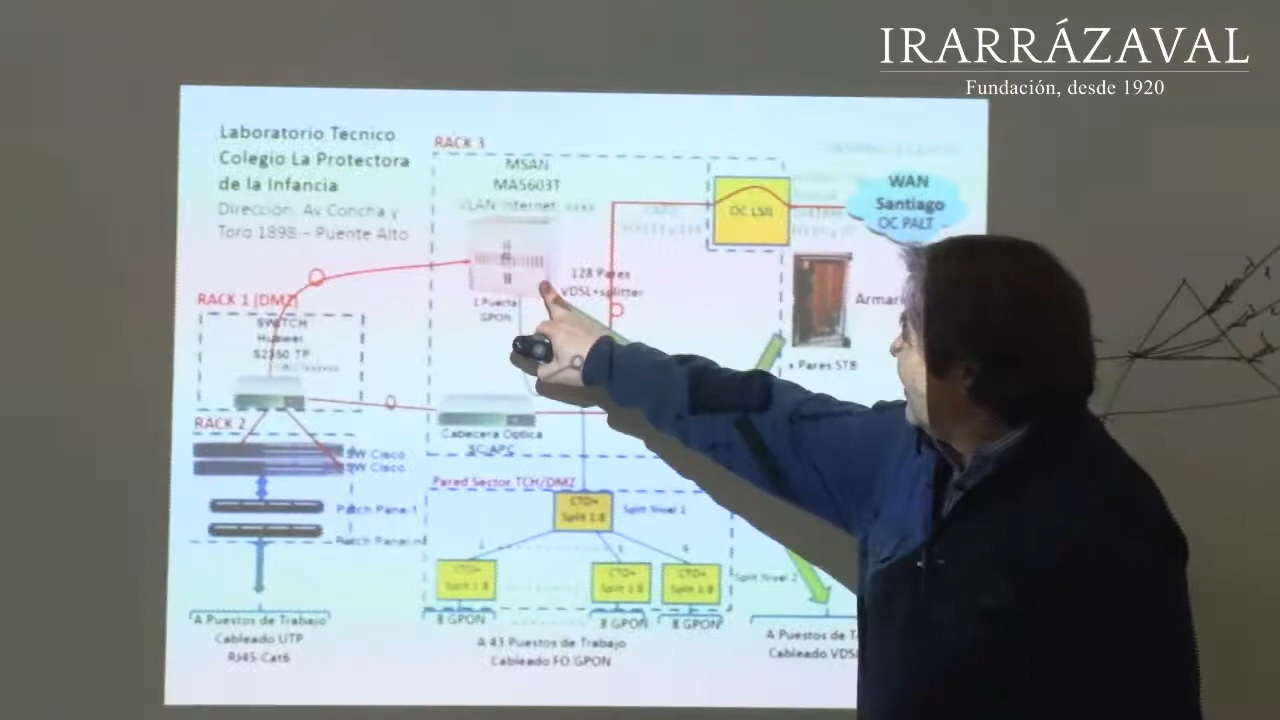 IRARRÁZAVAL
Fundación, desde 1920
Laboratorio Tecnico
Colegio La Protectora
de la Infancia
Dirección: Av Concha y
Toro 1898 – Puente Alto
RACK 3
MSAN
MA5603T
VLAN Internet: xxxx
128 Pares
VDSL+splitter
1 Puerta
GPON
OC LSR
WAN
Santiago
OC PALT
x Pares STB
RACK 1 (DMZ)
SWITCH
Huawei
S2350 TP
RACK 2
SW Cisco
SW Cisco
Patch Panel-1
Patch Panel-n
A Puestos de Trabajo
Cableado UTP
RJ45-Cat6
Cabecera Optica
SC/APC
Pared Sector TCH/DMZ
CTO+
Split 1:8
Split Nivel 1
CTO+
Split 1:8
CTO+
Split 1:8
CTO+
Split 1:8
Split Nivel 2
8 GPON
8 GPON
8 GPON
A 43 Puestos de Trabajo
Cableado FO GPON
A Puestos de
Cableado